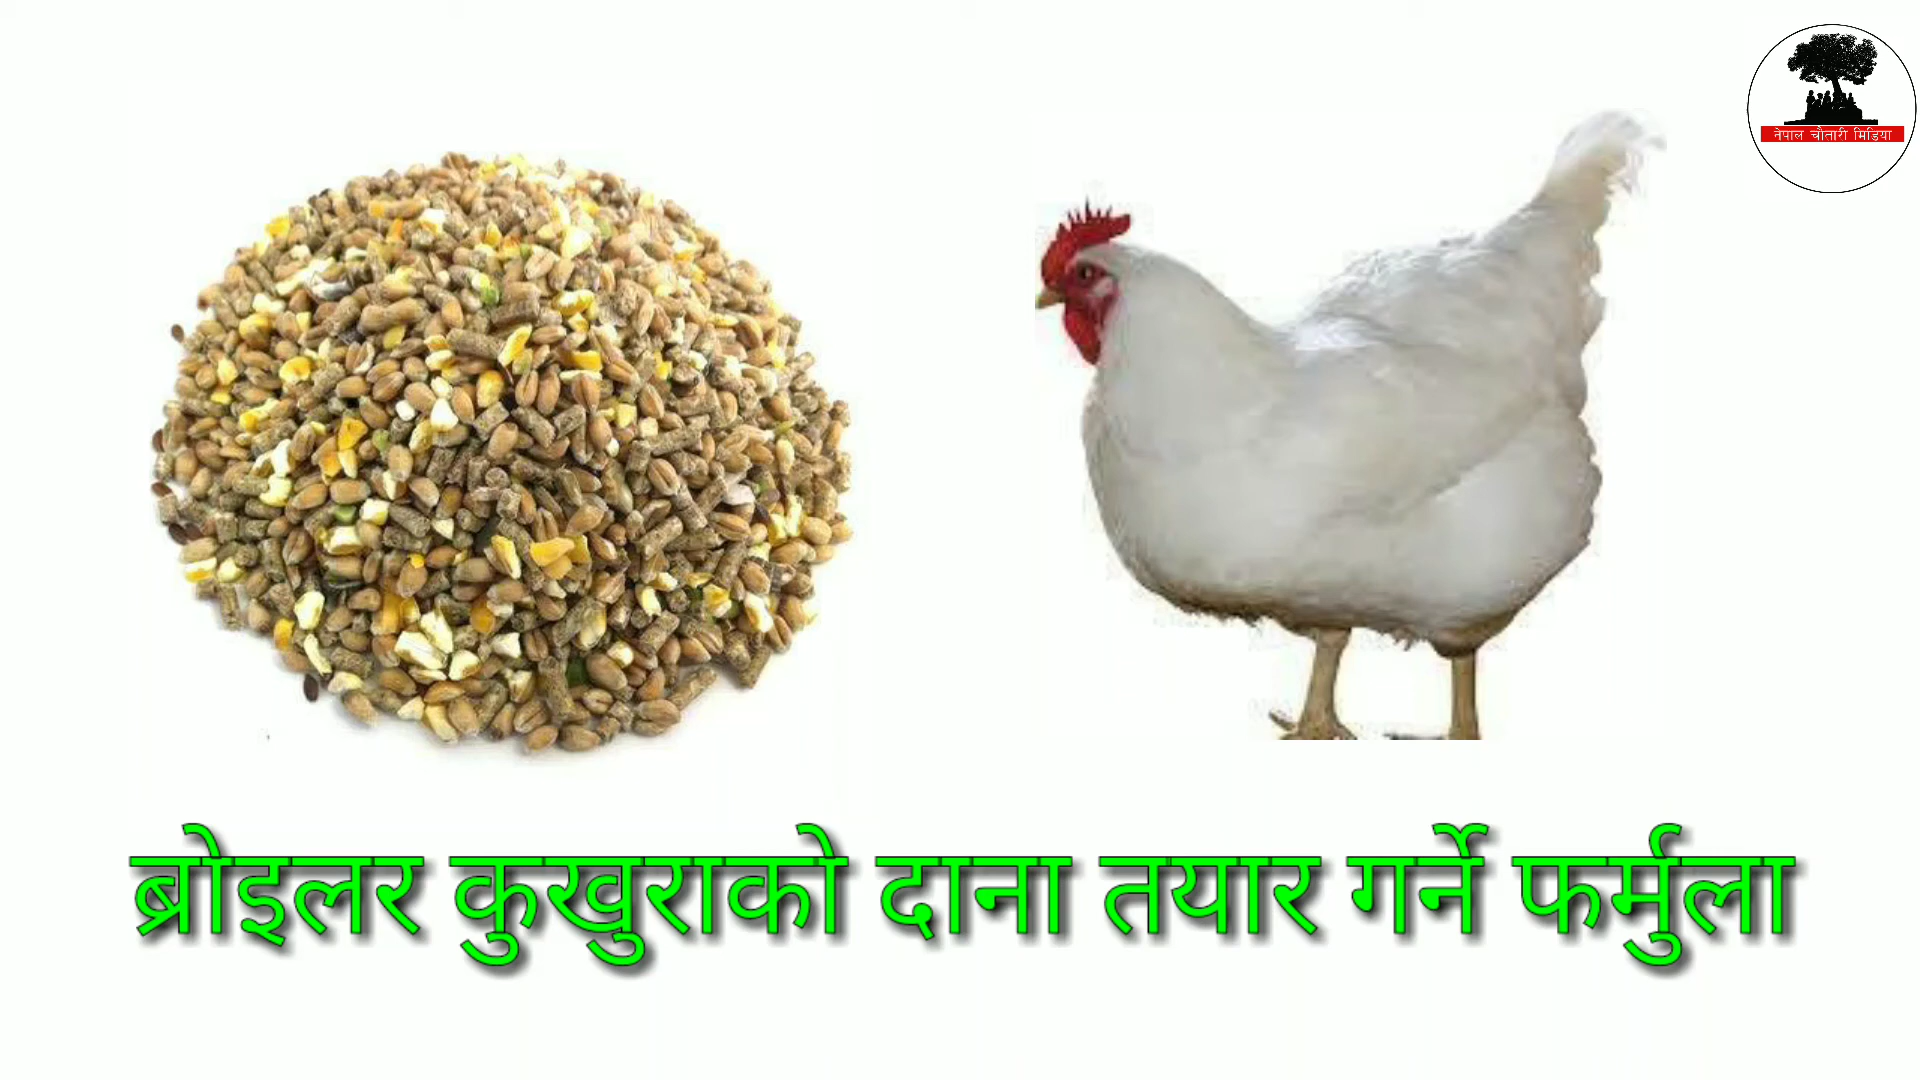 नेपाल चौतारी मिडिया
ब्रोइलर कुखुराको दाना तयार गर्ने फर्मुला